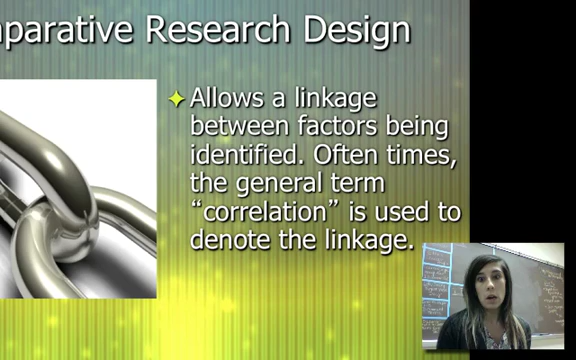 mparative Research Design
Allows a linkage
between factors being
identified. Often times,
the general term
“correlation” is used to
denote the linkage.